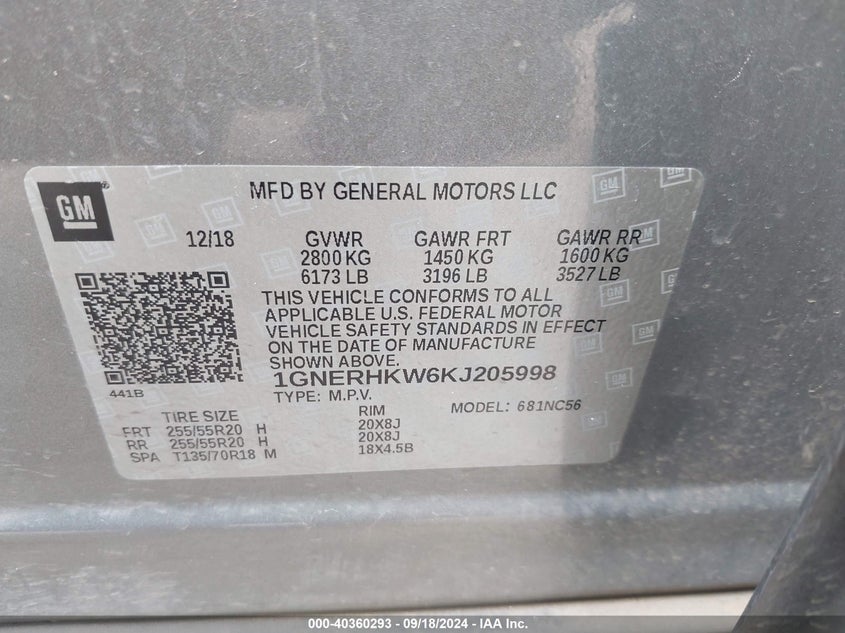 GM
MFD BY GENERAL MOTORS LLC
12/18 GVWR GAWR FRT GAWR RR
2800 KG 1450 KG 1600 KG
6173 LB 3196 LB 3527 LB
THIS VEHICLE CONFORMS TO ALL
APPLICABLE U.S. FEDERAL MOTOR
VEHICLE SAFETY STANDARDS IN EFFECT
ON THE DATE OF MANUFACTURE
SHOWN ABOVE.
441B
1GNERHKW6KJ205998
TYPE: M.P.V. MODEL: 681NC56
TIRE SIZE RIM
FRT 255/55R20 H 20X8J
RR 255/55R20 H 20X8J
SPA T135/70R18 M 18X4.5B
000-40360293 - 09/18/2024 - IAA Inc.